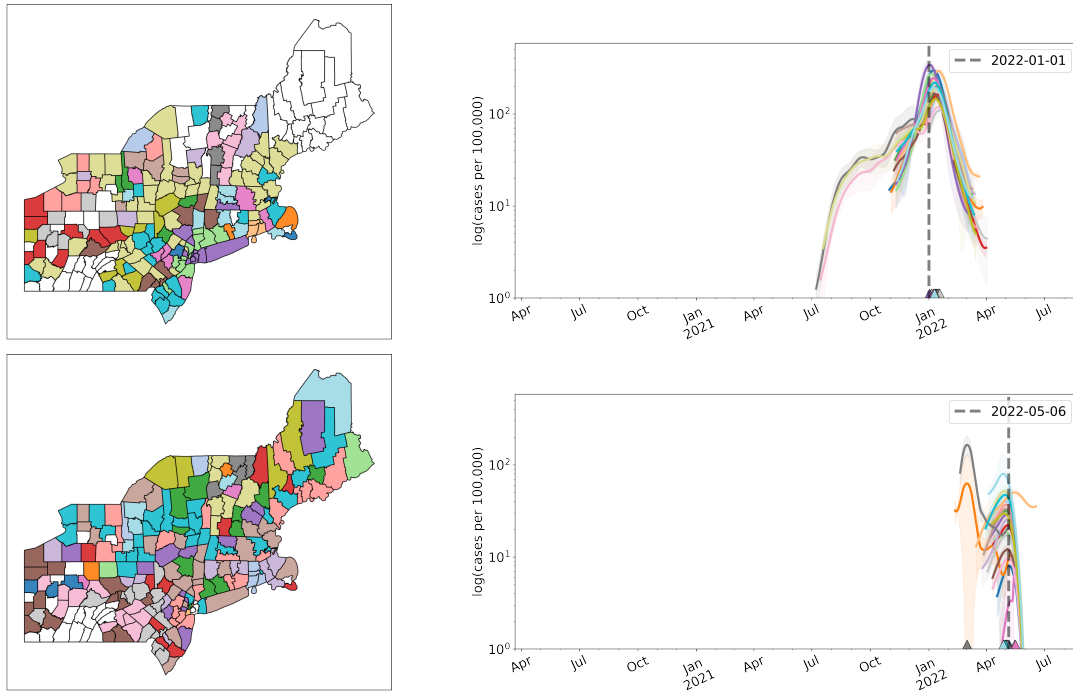 2022-01-01
log(cases per 100,000)
10²
10¹
10⁰
Apr Jul Oct Jan Apr Jul Oct Jan Apr Jul
2021 2022
2022-05-06
log(cases per 100,000)
10²
10¹
10⁰
Apr Jul Oct Jan Apr Jul Oct Jan Apr Jul
2021 2022